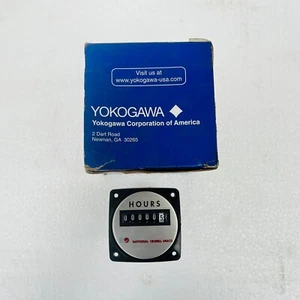 Visit us at
www.yokogawa-usa.com
YOKOGAWA
Yokogawa Corporation of America
2 Dart Road
Newnan, GA 30265
HOURS